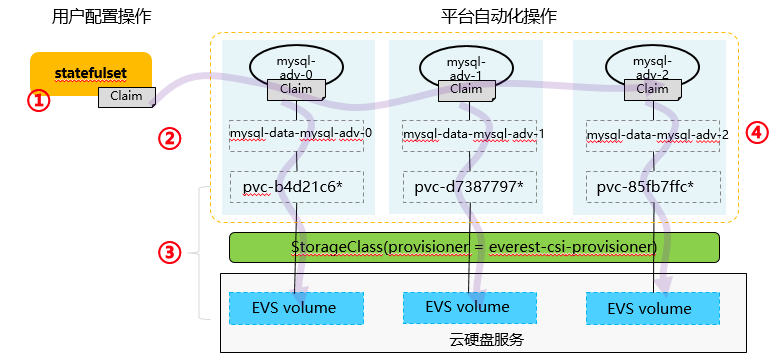 用户配置操作
平台自动化操作
statefulset
Claim
①
mysql-
adv-0
Claim
mysql-
adv-1
Claim
mysql-
adv-2
Claim
②
mysql-data-mysql-adv-0
mysql-data-mysql-adv-1
mysql-data-mysql-adv-2
④
pvc-b4d21c6*
pvc-d7387797*
pvc-85fb7ffc*
③
StorageClass(provisioner = everest-csi-provisioner)
EVS volume
EVS volume
EVS volume
云硬盘服务